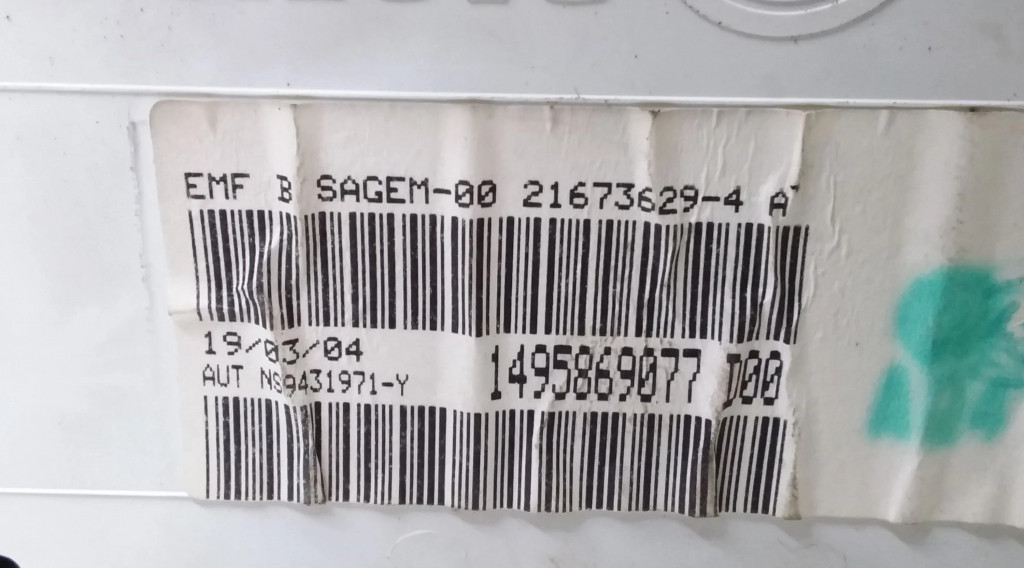 EMF B SAGEM-00 21673629-4 A
19/03/04
1495869077 D00
AUT NS9431971-Y